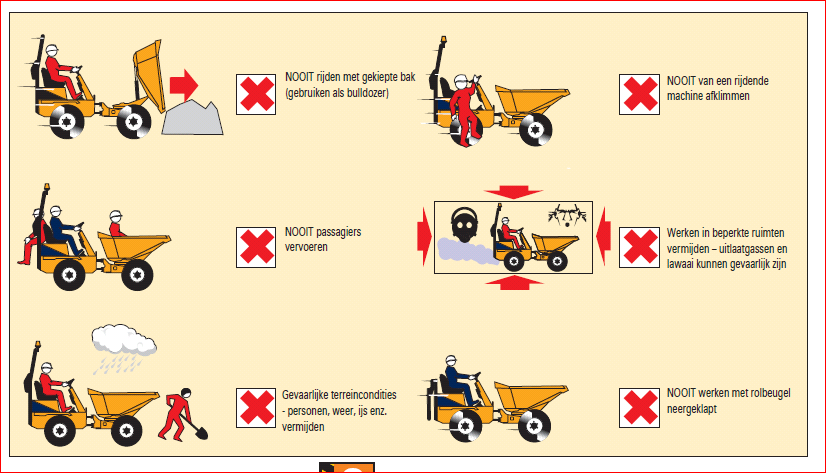 NOOIT rijden met gekiepte bak
(gebruiken als bulldozer)
NOOIT van een rijdende
machine afklimmen
NOOIT passagiers
vervoeren
Werken in beperkte ruimten
vermijden – uitlaatgassen en
lawaai kunnen gevaarlijk zijn
Gevaarlijke terreincondities
- personen, weer, ijs enz.
vermijden
NOOIT werken met rolbeugel
neergeklapt